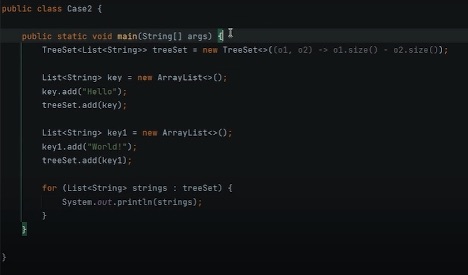 public class Case2 {
public static void main(String[] args) {
TreeSet<List<String>> treeSet = new TreeSet<>((o1, o2) -> o1.size() - o2.size());
List<String> key = new ArrayList<>();
key.add("Hello");
treeSet.add(key);
List<String> key1 = new ArrayList<>();
key1.add("World!");
treeSet.add(key1);
for (List<String> strings : treeSet) {
System.out.println(strings);
}
}
}